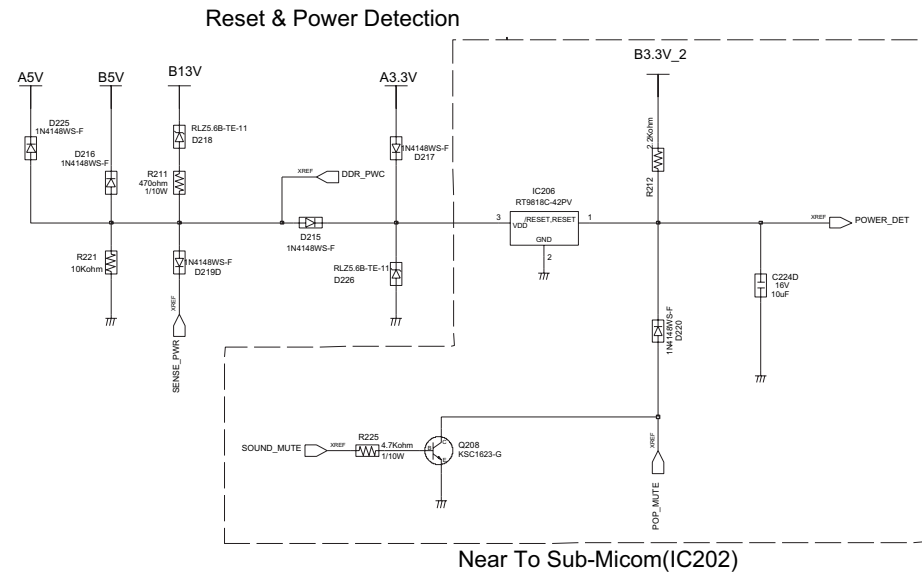 Reset & Power Detection
A5V
B5V
B13V
A3.3V
B3.3V_2
D225
1N4148WS-F
D216
1N4148WS-F
RLZ5.6B-TE-11
D218
R211
470ohm
1/10W
XREF
DDR_PWC
1N4148WS-F
D217
2.2Kohm
R212
IC206
RT9818C-42PV
3
VDD
/RESET,RESET
GND
1
2
XREF
POWER_DET
D215
1N4148WS-F
R221
10Kohm
1N4148WS-F
D219D
RLZ5.6B-TE-11
D226
C224D
16V
10uF
XREF
SENSE_PWR
1N4148WS-F
D220
SOUND_MUTE
XREF
R225
4.7Kohm
1/10W
B
C
E
Q208
KSC1623-G
XREF
POP_MUTE
Near To Sub-Micom(IC202)